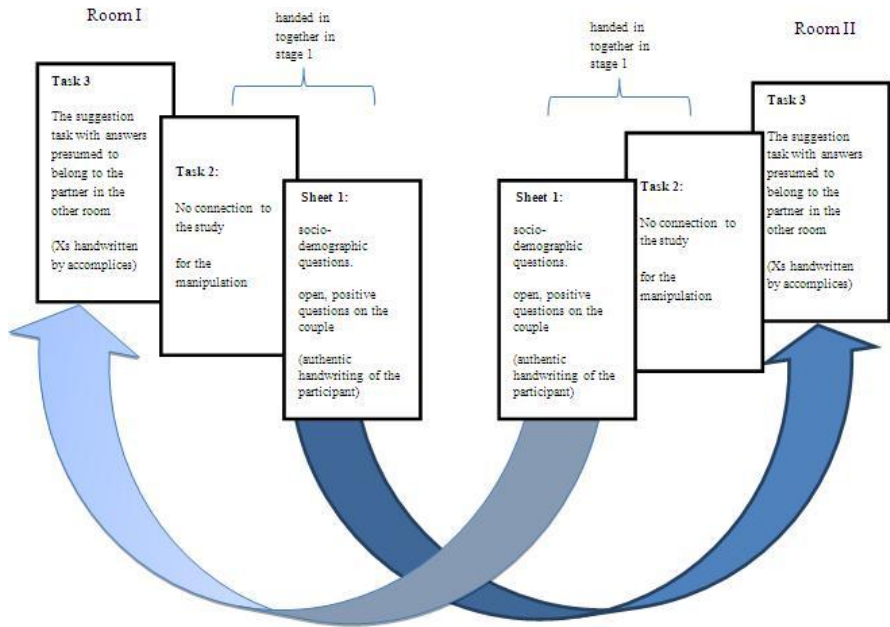 Room I
handed in
together in
stage 1
Task 3
The suggestion
task with answers
presumed to
belong to the
partner in the
other room
(Xs handwritten
by accomplices)
Task 2:
No connection to
the study
for the
manipulation
Sheet 1:
socio-
demographic
questions.
open, positive
questions on the
couple
(authentic
handwriting of the
participant)
handed in
together in
stage 1
Room II
Sheet 1:
socio-
demographic
questions.
open, positive
questions on the
couple
(authentic
handwriting of the
participant)
Task 2:
No connection to
the study
for the
manipulation
Task 3
The suggestion
task with answers
presumed to
belong to the
partner in the
other room
(Xs handwritten
by accomplices)